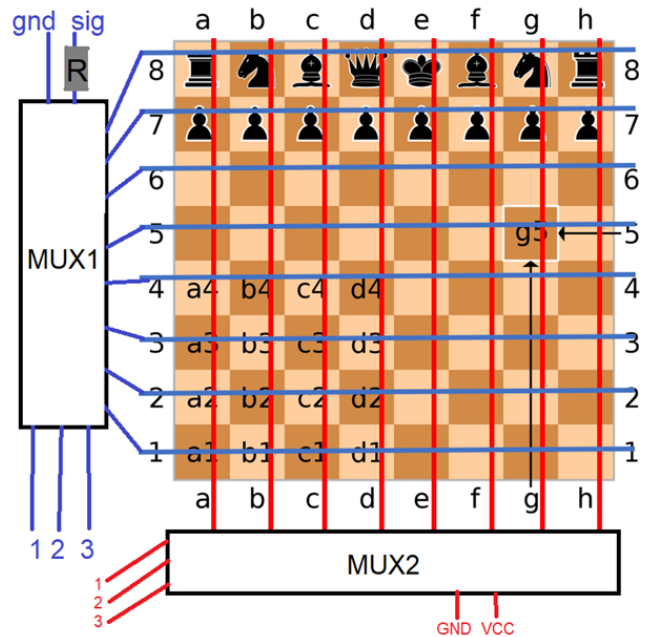 gnd sig
a b c d e f g h
R
8 8
7 7
6 6
MUX1
5 g5 5
4 a4 b4 c4 d4 4
3 a3 b3 c3 d3 3
2 a2 b2 c2 d2 2
1 a1 b1 c1 d1 1
a b c d e f g h
1 2 3
MUX2
1
2
3
GND VCC